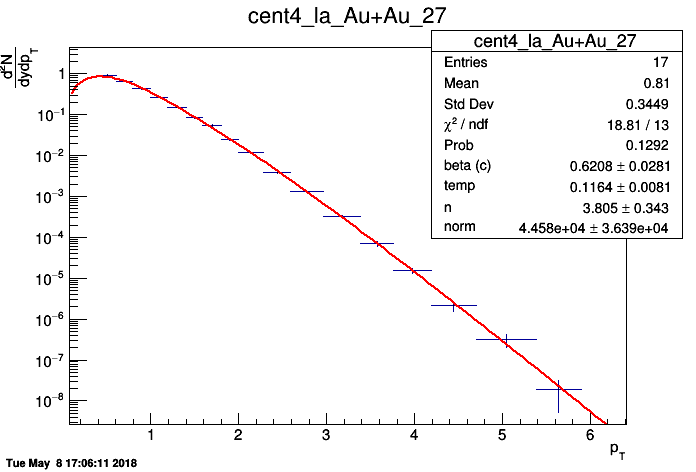 cent4_la_Au+Au_27
d²N
dydp_T
cent4_la_Au+Au_27
Entries 17
Mean 0.81
Std Dev 0.3449
χ² / ndf 18.81 / 13
Prob 0.1292
beta (c) 0.6208 ± 0.0281
temp 0.1164 ± 0.0081
n 3.805 ± 0.343
norm 4.458e+04 ± 3.639e+04
1
10⁻¹
10⁻²
10⁻³
10⁻⁴
10⁻⁵
10⁻⁶
10⁻⁷
10⁻⁸
1 2 3 4 5 6
p_T
Tue May 8 17:06:11 2018